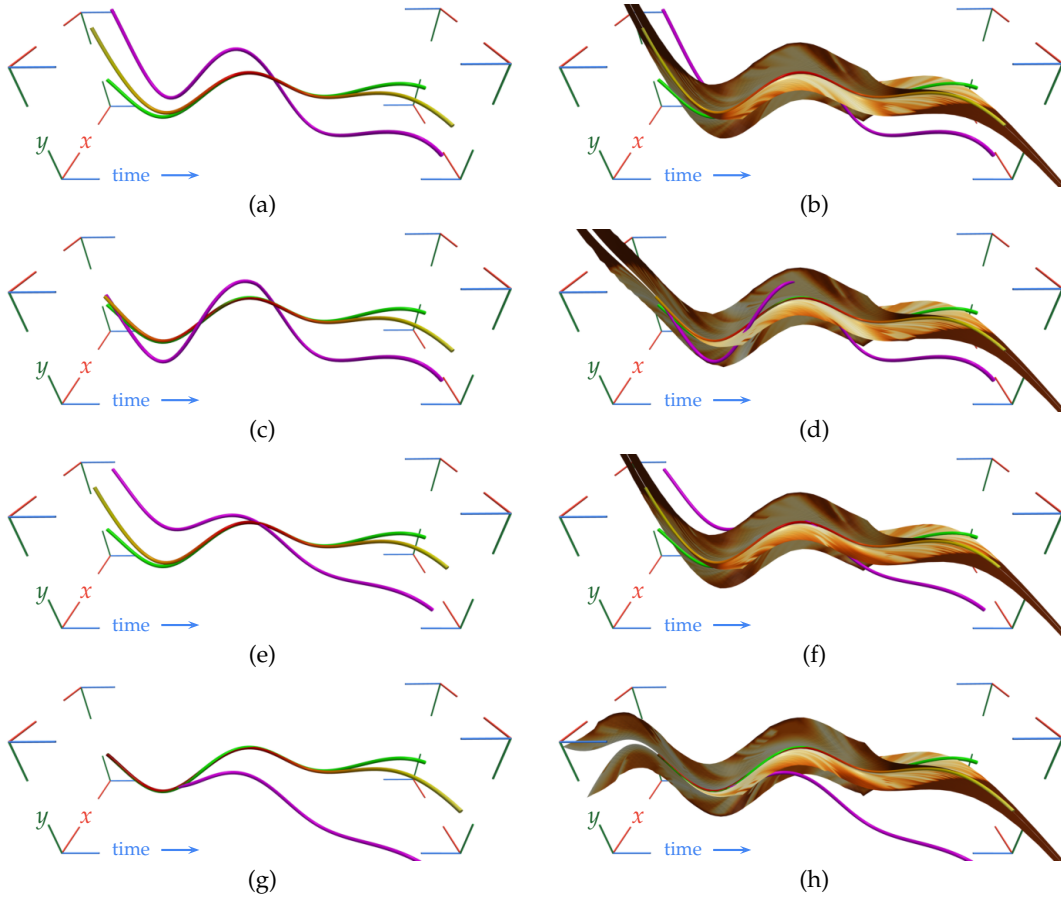 y x time y x time
(a) (b)
y x time y x time
(c) (d)
y x time y x time
(e) (f)
y x time y x time
(g) (h)